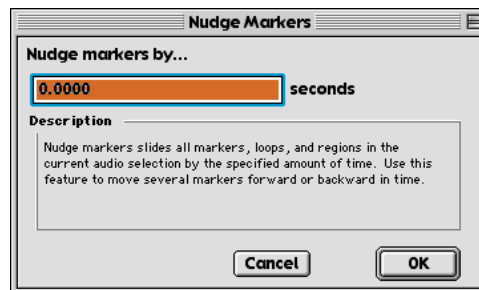 Nudge Markers
Nudge markers by...
0.0000 seconds
Description
Nudge markers slides all markers, loops, and regions in the
current audio selection by the specified amount of time. Use this
feature to move several markers forward or backward in time.
Cancel OK